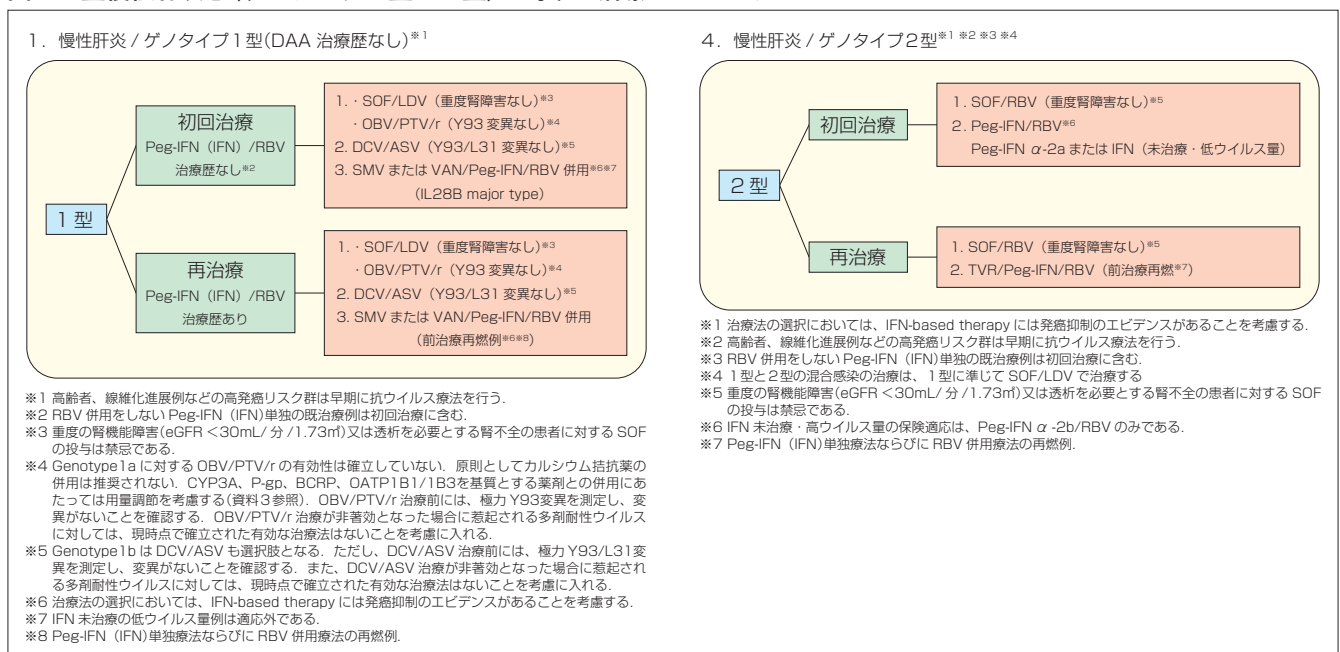 1．慢性肝炎 / ゲノタイプ1型(DAA 治療歴なし)※1
1型
初回治療
Peg-IFN（IFN）/RBV
治療歴なし※2
1. ・SOF/LDV（重度腎障害なし）※3
・OBV/PTV/r（Y93 変異なし）※4
2. DCV/ASV（Y93/L31 変異なし）※5
3. SMV または VAN/Peg-IFN/RBV 併用※6※7
（IL28B major type）
再治療
Peg-IFN（IFN）/RBV
治療歴あり
1. ・SOF/LDV（重度腎障害なし）※3
・OBV/PTV/r（Y93 変異なし）※4
2. DCV/ASV（Y93/L31 変異なし）※5
3. SMV または VAN/Peg-IFN/RBV 併用
（前治療再燃例※6※8）
※1 高齢者、線維化進展例などの高発癌リスク群は早期に抗ウイルス療法を行う．
※2 RBV 併用をしない Peg-IFN（IFN)単独の既治療例は初回治療に含む．
※3 重度の腎機能障害(eGFR ＜30mL/ 分 /1.73㎡)又は透析を必要とする腎不全の患者に対する SOF
の投与は禁忌である．
※4 Genotype1a に対する OBV/PTV/r の有効性は確立していない．原則としてカルシウム拮抗薬の
併用は推奨されない．CYP3A、P-gp、BCRP、OATP1B1/1B3を基質とする薬剤との併用にあ
たっては用量調節を考慮する(資料3参照)．OBV/PTV/r 治療前には、極力 Y93変異を測定し、変
異がないことを確認する．OBV/PTV/r 治療が非著効となった場合に惹起される多剤耐性ウイルス
に対しては、現時点で確立された有効な治療法はないことを考慮に入れる．
※5 Genotype1b は DCV/ASV も選択肢となる．ただし、DCV/ASV 治療前には、極力 Y93/L31変
異を測定し、変異がないことを確認する．また、DCV/ASV 治療が非著効となった場合に惹起され
る多剤耐性ウイルスに対しては、現時点で確立された有効な治療法はないことを考慮に入れる．
※6 治療法の選択においては、IFN-based therapy には発癌抑制のエビデンスがあることを考慮する．
※7 IFN 未治療の低ウイルス量例は適応外である．
※8 Peg-IFN（IFN)単独療法ならびに RBV 併用療法の再燃例．
4．慢性肝炎 / ゲノタイプ2型※1 ※2 ※3 ※4
2型
初回治療
1. SOF/RBV（重度腎障害なし）※5
2. Peg-IFN/RBV※6
Peg-IFN α-2a または IFN（未治療・低ウイルス量）
再治療
1. SOF/RBV（重度腎障害なし）※5
2. TVR/Peg-IFN/RBV（前治療再燃※7）
※1 治療法の選択においては、IFN-based therapy には発癌抑制のエビデンスがあることを考慮する．
※2 高齢者、線維化進展例などの高発癌リスク群は早期に抗ウイルス療法を行う．
※3 RBV 併用をしない Peg-IFN（IFN)単独の既治療例は初回治療に含む．
※4 1型と2型の混合感染の治療は、1型に準じて SOF/LDV で治療する
※5 重度の腎機能障害(eGFR ＜30mL/ 分 /1.73㎡)又は透析を必要とする腎不全の患者に対する SOF
の投与は禁忌である．
※6 IFN 未治療・高ウイルス量の保険適応は、Peg-IFN α -2b/RBV のみである．
※7 Peg-IFN（IFN)単独療法ならびに RBV 併用療法の再燃例．